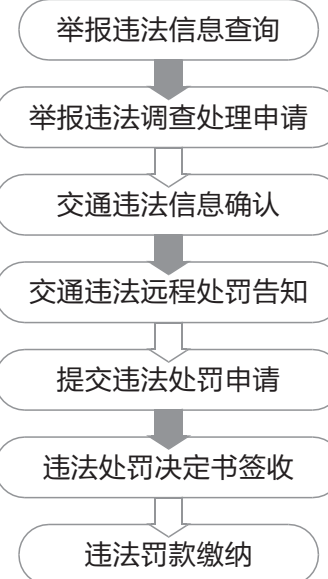 举报违法信息查询
举报违法调查处理申请
交通违法信息确认
交通违法远程处罚告知
提交违法处罚申请
违法处罚决定书签收
违法罚款缴纳